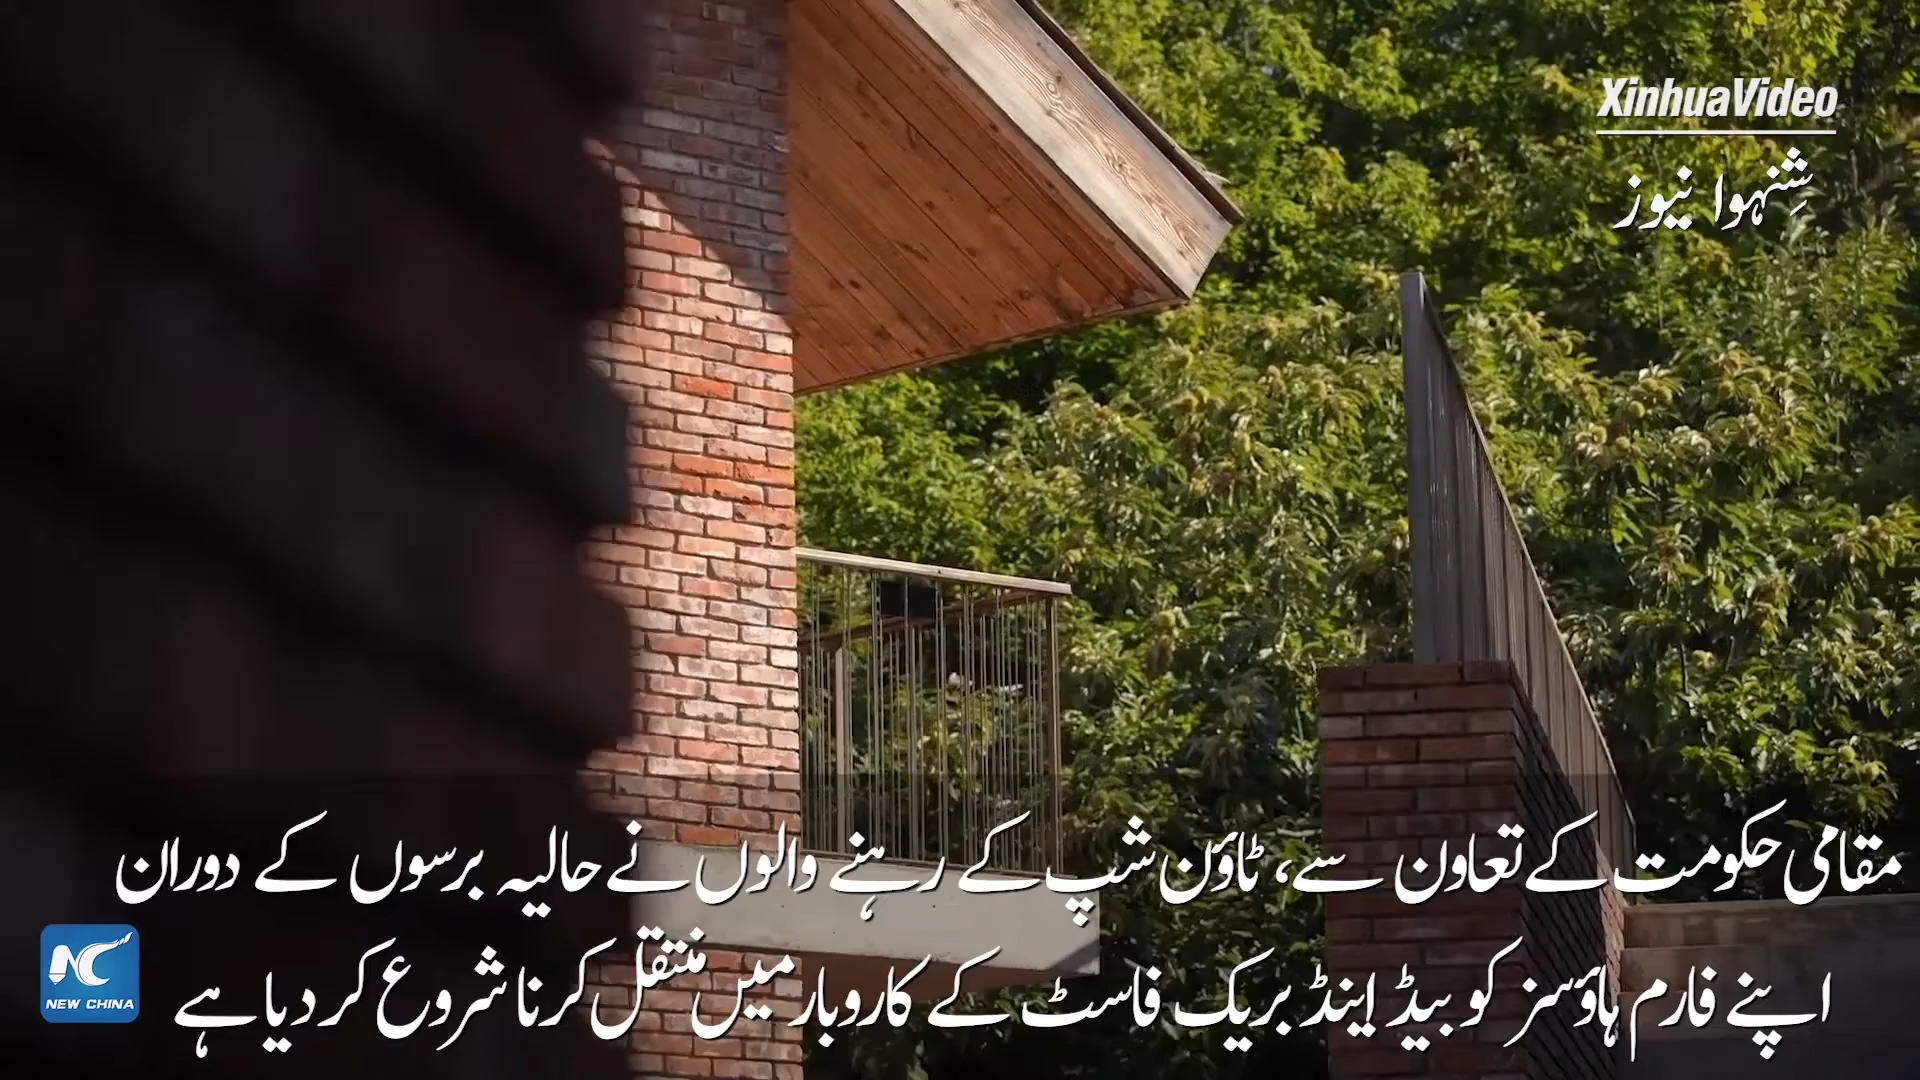 XinhuaVideo
شِنہوا نیوز
مقامی حکومت کے تعاون سے، ٹاؤن شپ کے رہنے والوں نے حالیہ برسوں کے دوران
اپنے فارم ہاؤسز کو بیڈ اینڈ بریک فاسٹ کے کاروبار میں منتقل کرنا شروع کر دیا ہے
NEW CHINA